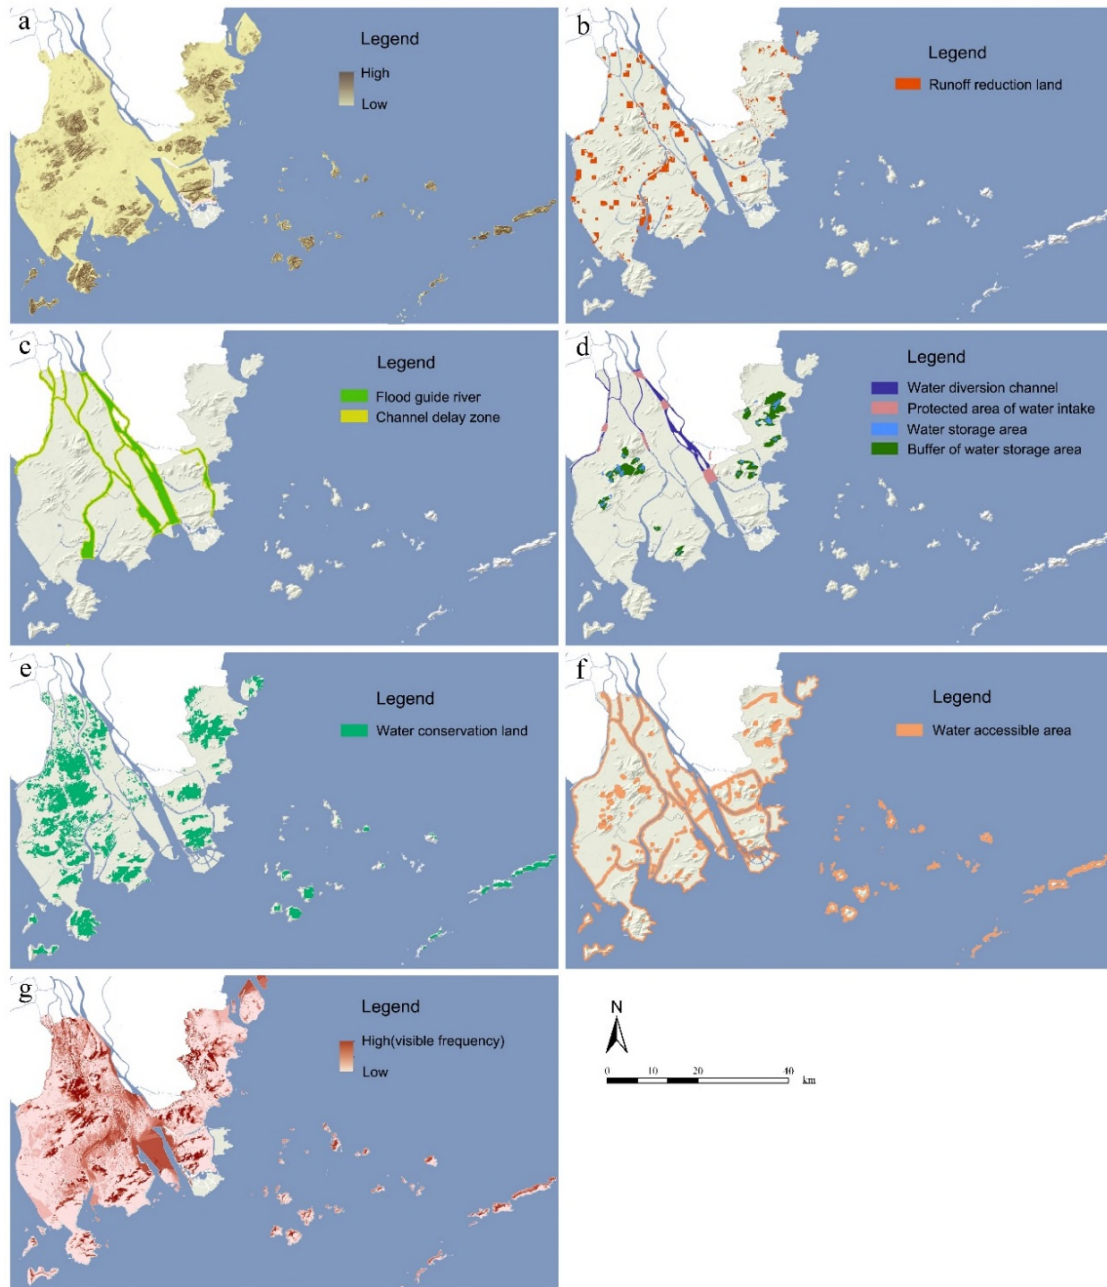 a
Legend
High
Low
b
Legend
Runoff reduction land
c
Legend
Flood guide river
Channel delay zone
d
Legend
Water diversion channel
Protected area of water intake
Water storage area
Buffer of water storage area
e
Legend
Water conservation land
f
Legend
Water accessible area
g
Legend
High(visible frequency)
Low
N
0 10 20 40 km